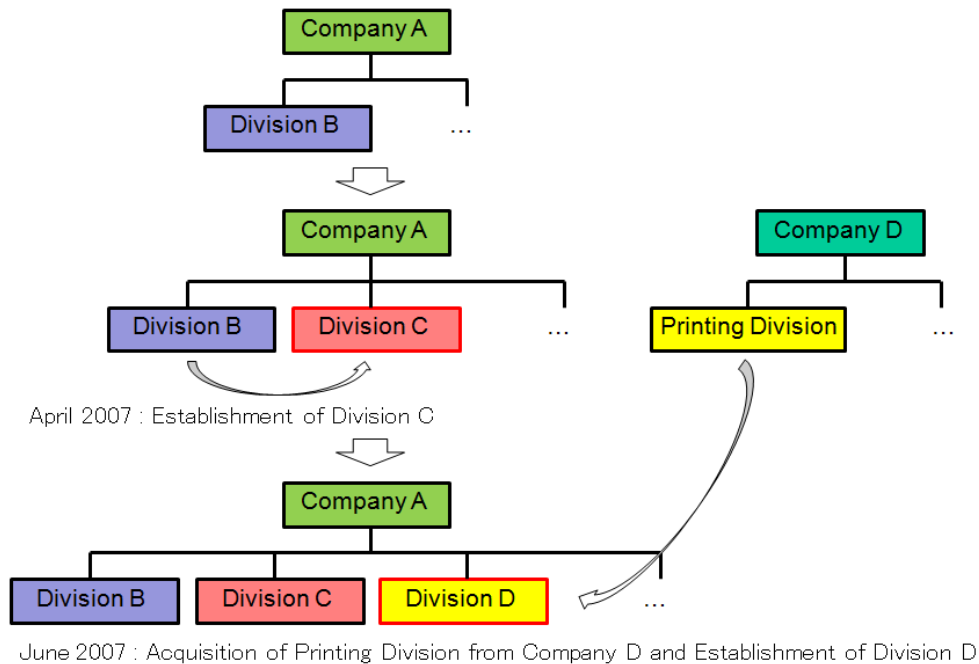 Company A
Division B
...
Company A
Company D
Division B
Division C
...
Printing Division
...
April 2007 : Establishment of Division C
Company A
Division B
Division C
Division D
...
June 2007 : Acquisition of Printing Division from Company D and Establishment of Division D